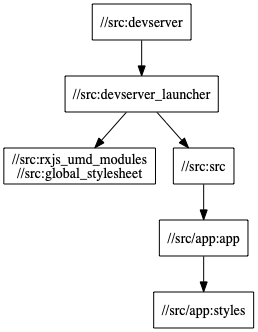 //src:devserver
//src:devserver_launcher
//src:rxjs_umd_modules
//src:global_stylesheet
//src:src
//src/app:app
//src/app:styles